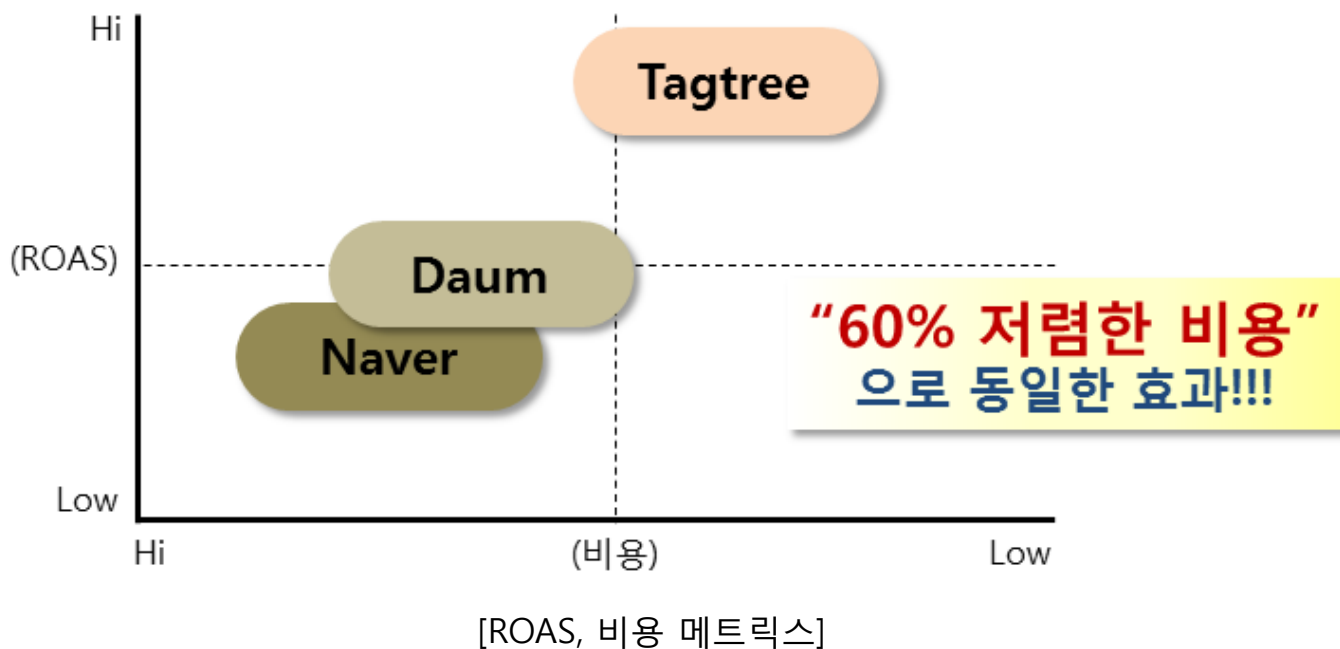 Hi
Tagtree
(ROAS)
Daum
Naver
“60% 저렴한 비용”
으로 동일한 효과!!!
Low
Hi
(비용)
Low
[ROAS, 비용 메트릭스]